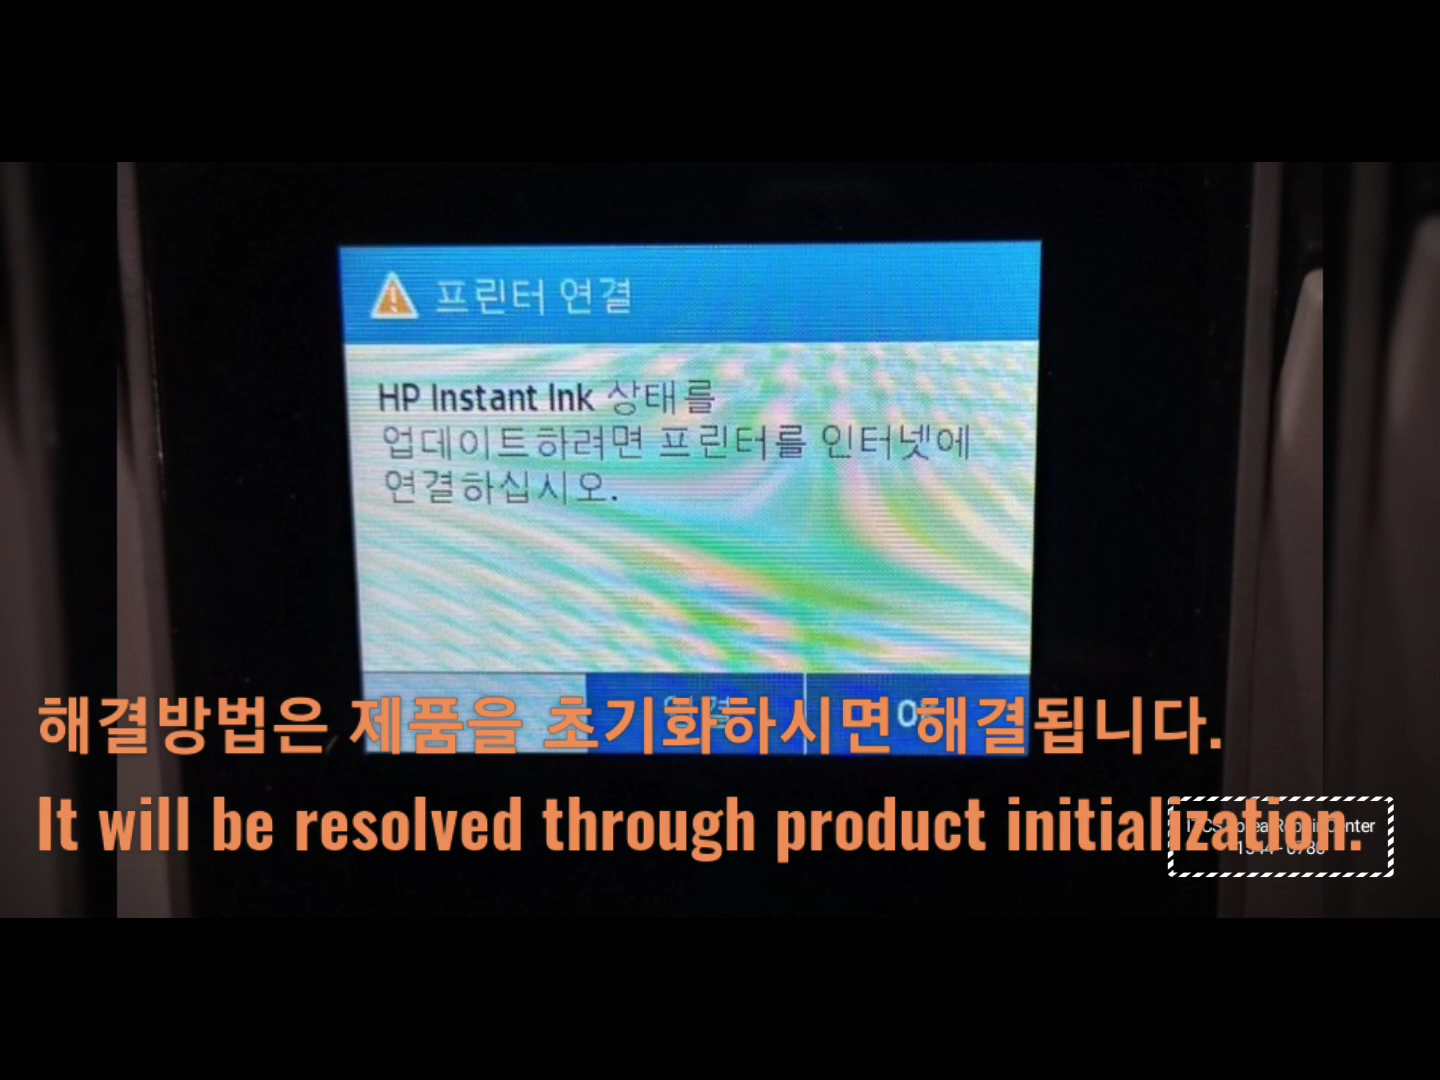 프린터 연결
HP Instant Ink 상태를
업데이트하려면 프린터를 인터넷에
연결하십시오.
해결방법은 제품을 초기화하시면 해결됩니다.
It will be resolved through product initialization.